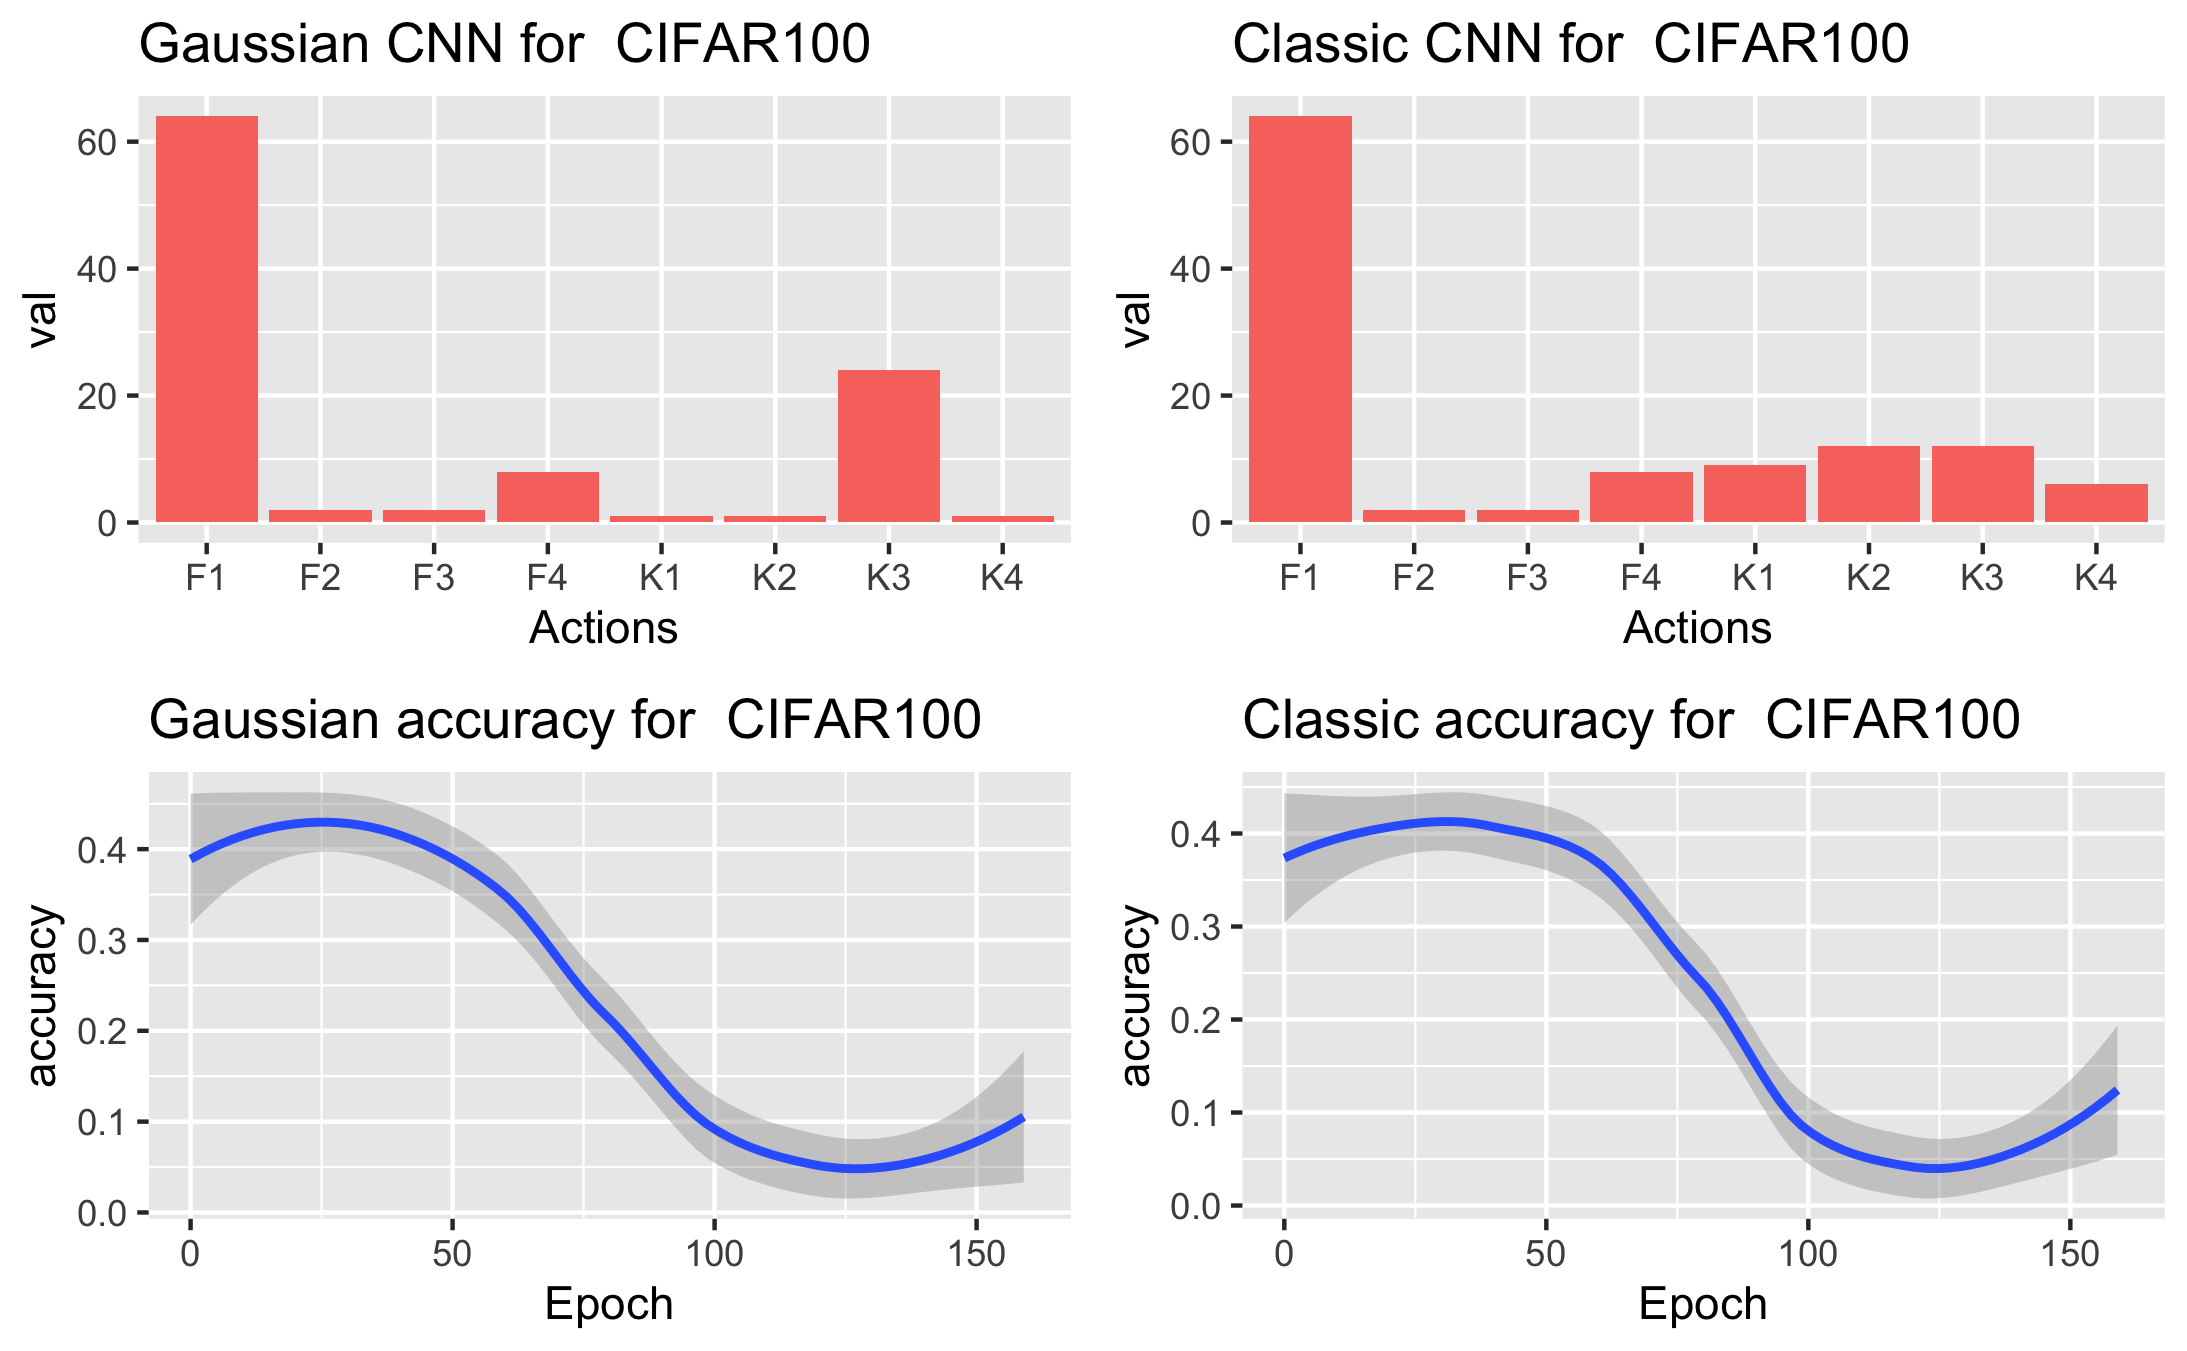 Gaussian CNN for  CIFAR100
val
60
40
20
0
F1 F2 F3 F4 K1 K2 K3 K4
Actions
Classic CNN for  CIFAR100
val
60
40
20
0
F1 F2 F3 F4 K1 K2 K3 K4
Actions
Gaussian accuracy for  CIFAR100
accuracy
0.4
0.3
0.2
0.1
0.0
0 50 100 150
Epoch
Classic accuracy for  CIFAR100
accuracy
0.4
0.3
0.2
0.1
0.0
0 50 100 150
Epoch